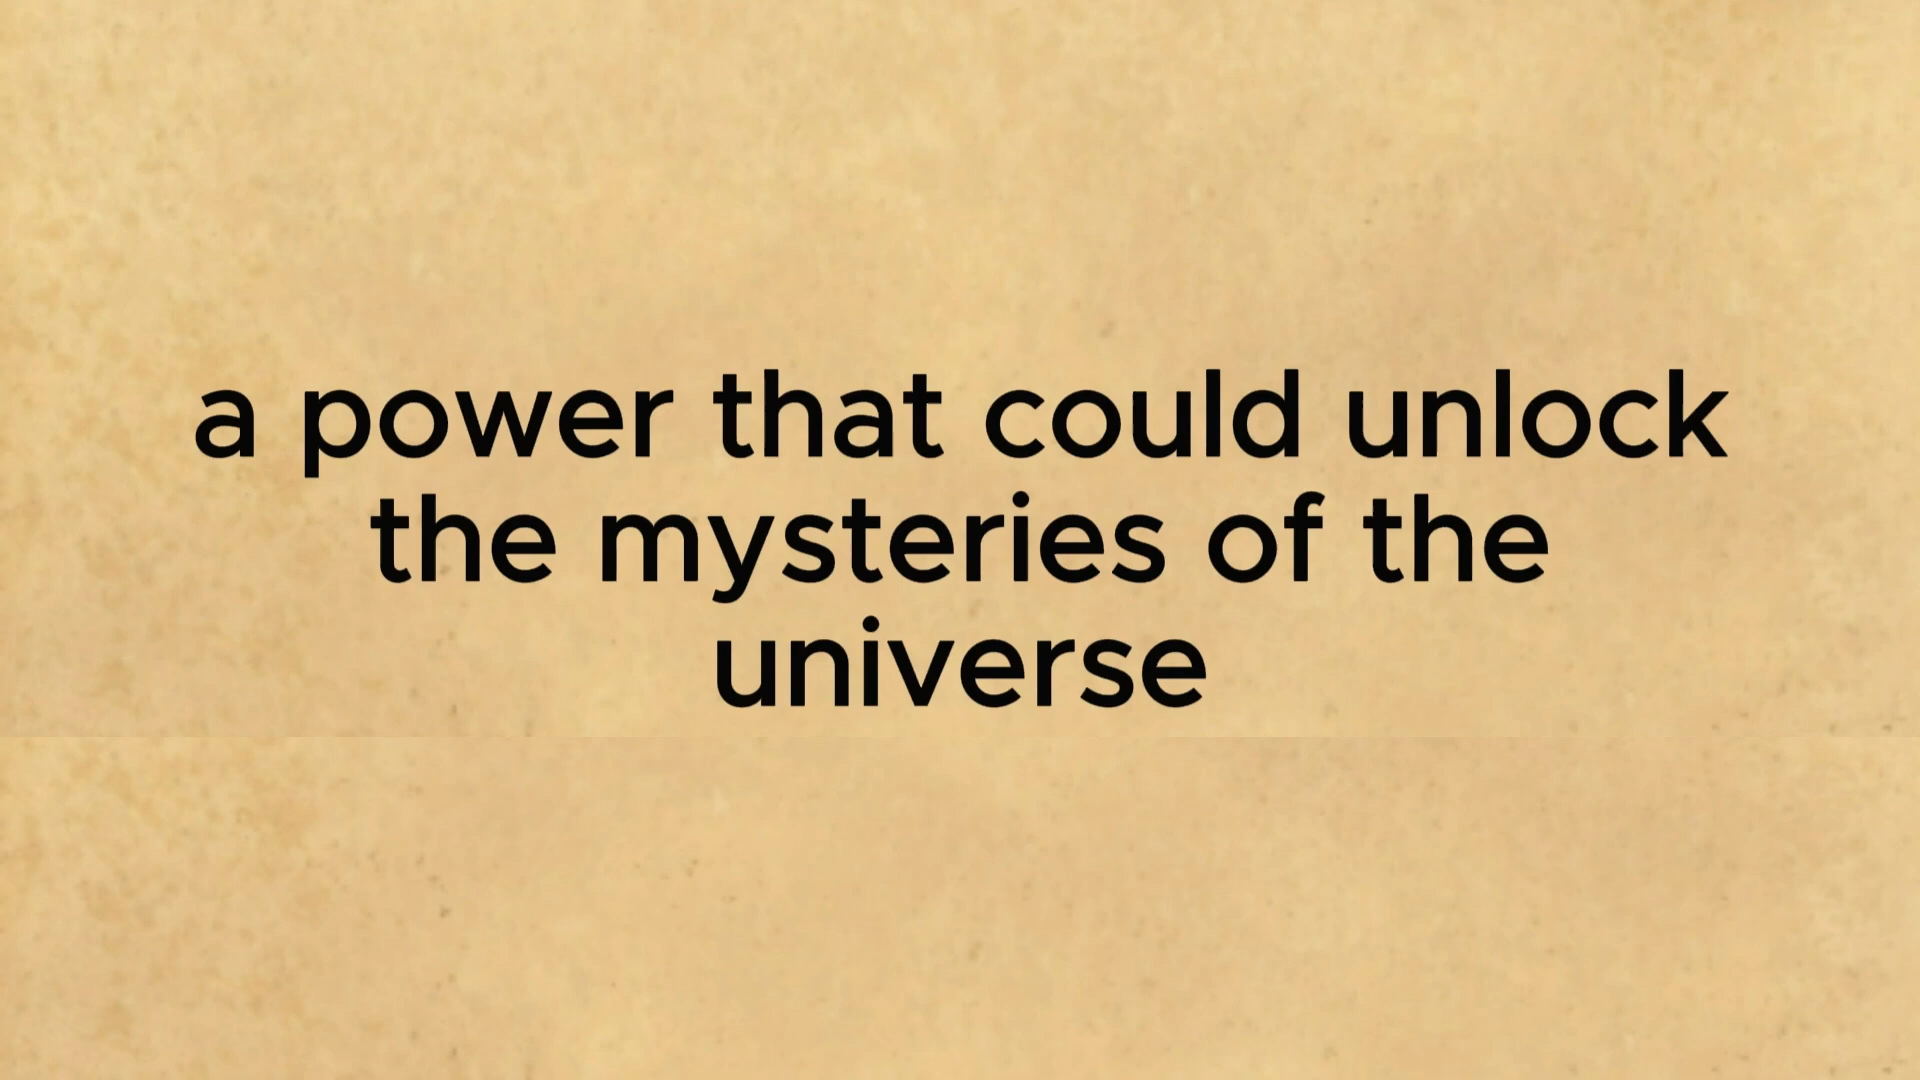 a power that could unlock
the mysteries of the
universe